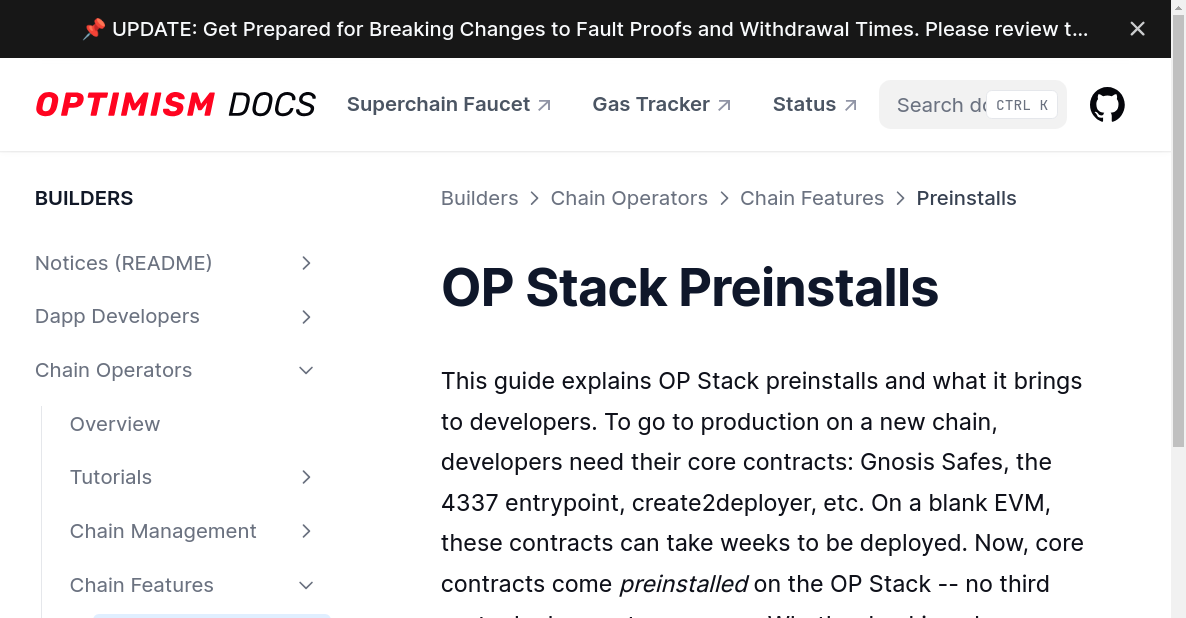 📌 UPDATE: Get Prepared for Breaking Changes to Fault Proofs and Withdrawal Times. Please review t...
OPTIMISM DOCS
Superchain Faucet
Gas Tracker
Status
Search do
CTRL K
BUILDERS
Notices (README)
Dapp Developers
Chain Operators
Overview
Tutorials
Chain Management
Chain Features
Builders > Chain Operators > Chain Features > Preinstalls
OP Stack Preinstalls
This guide explains OP Stack preinstalls and what it brings
to developers. To go to production on a new chain,
developers need their core contracts: Gnosis Safes, the
4337 entrypoint, create2deployer, etc. On a blank EVM,
these contracts can take weeks to be deployed. Now, core
contracts come preinstalled on the OP Stack -- no third